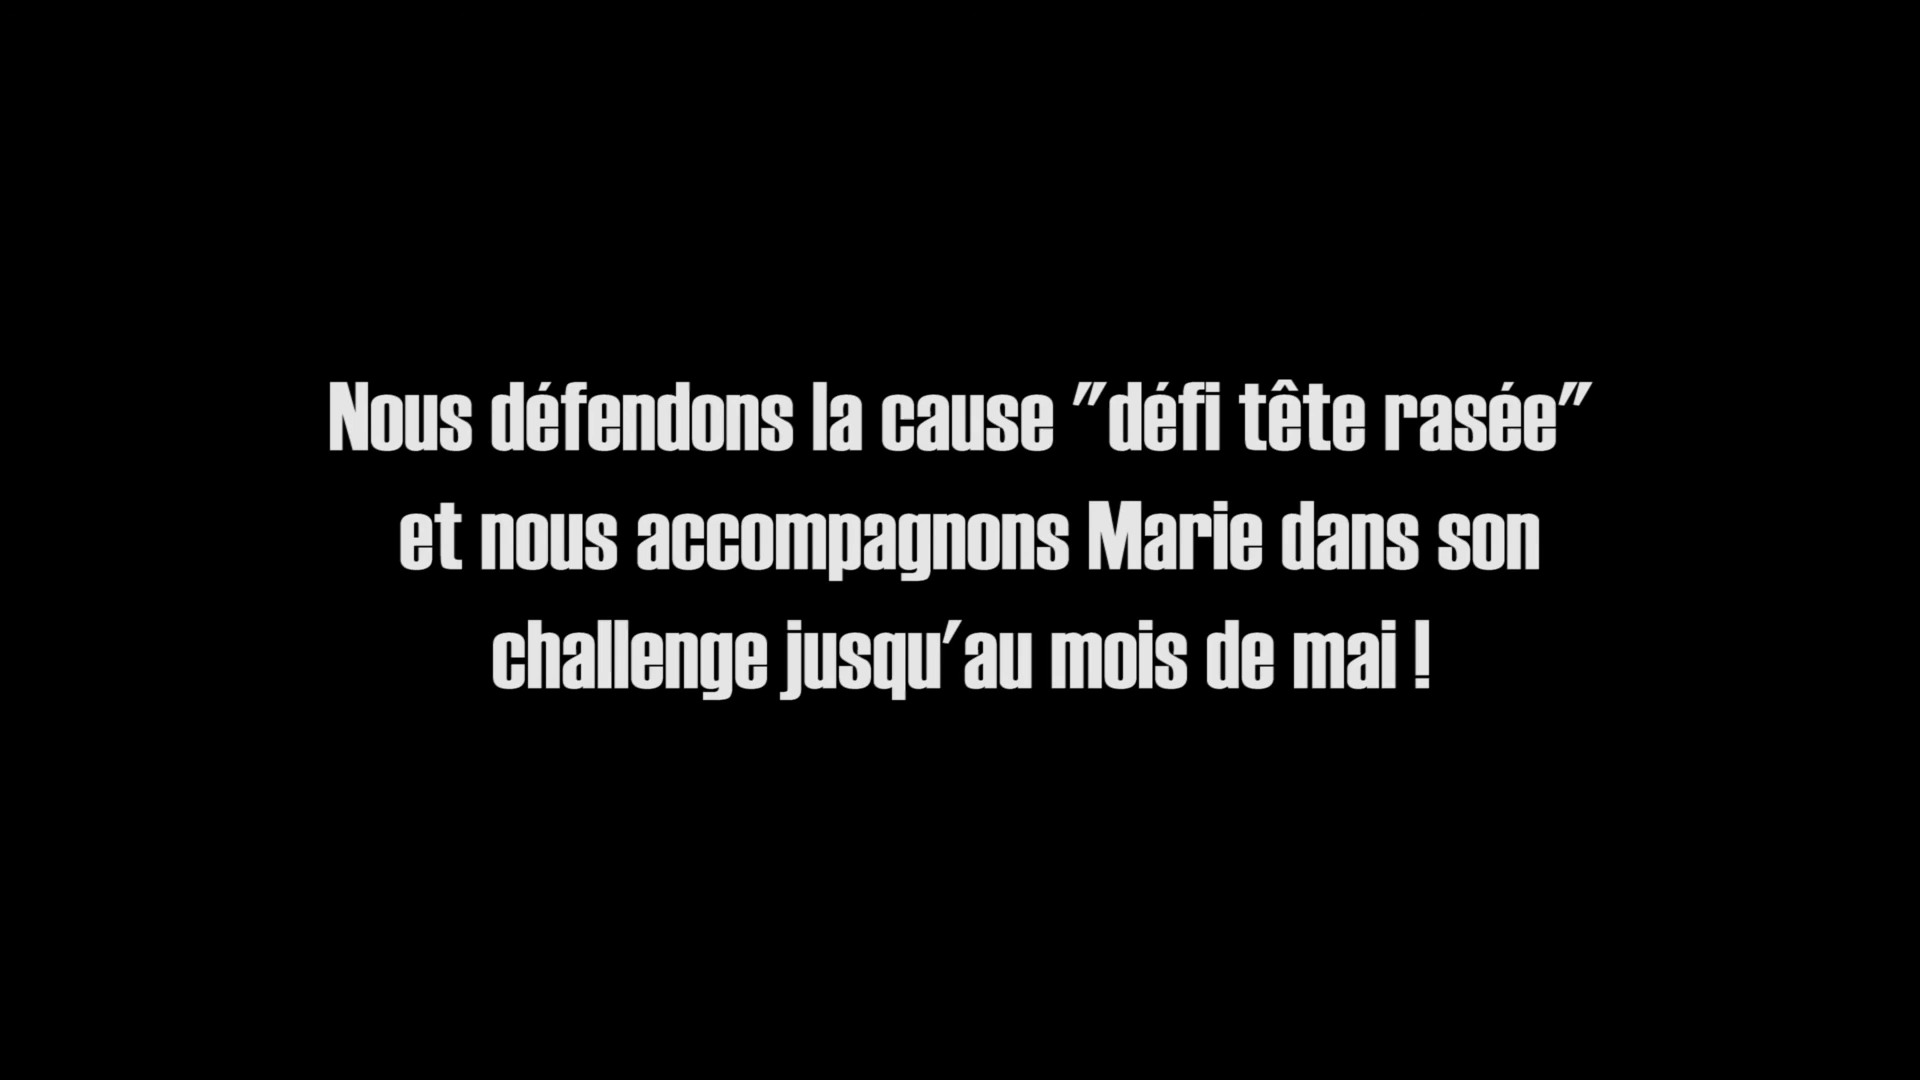 Nous défendons la cause "défi tête rasée"
et nous accompagnons Marie dans son
challenge jusqu'au mois de mai !